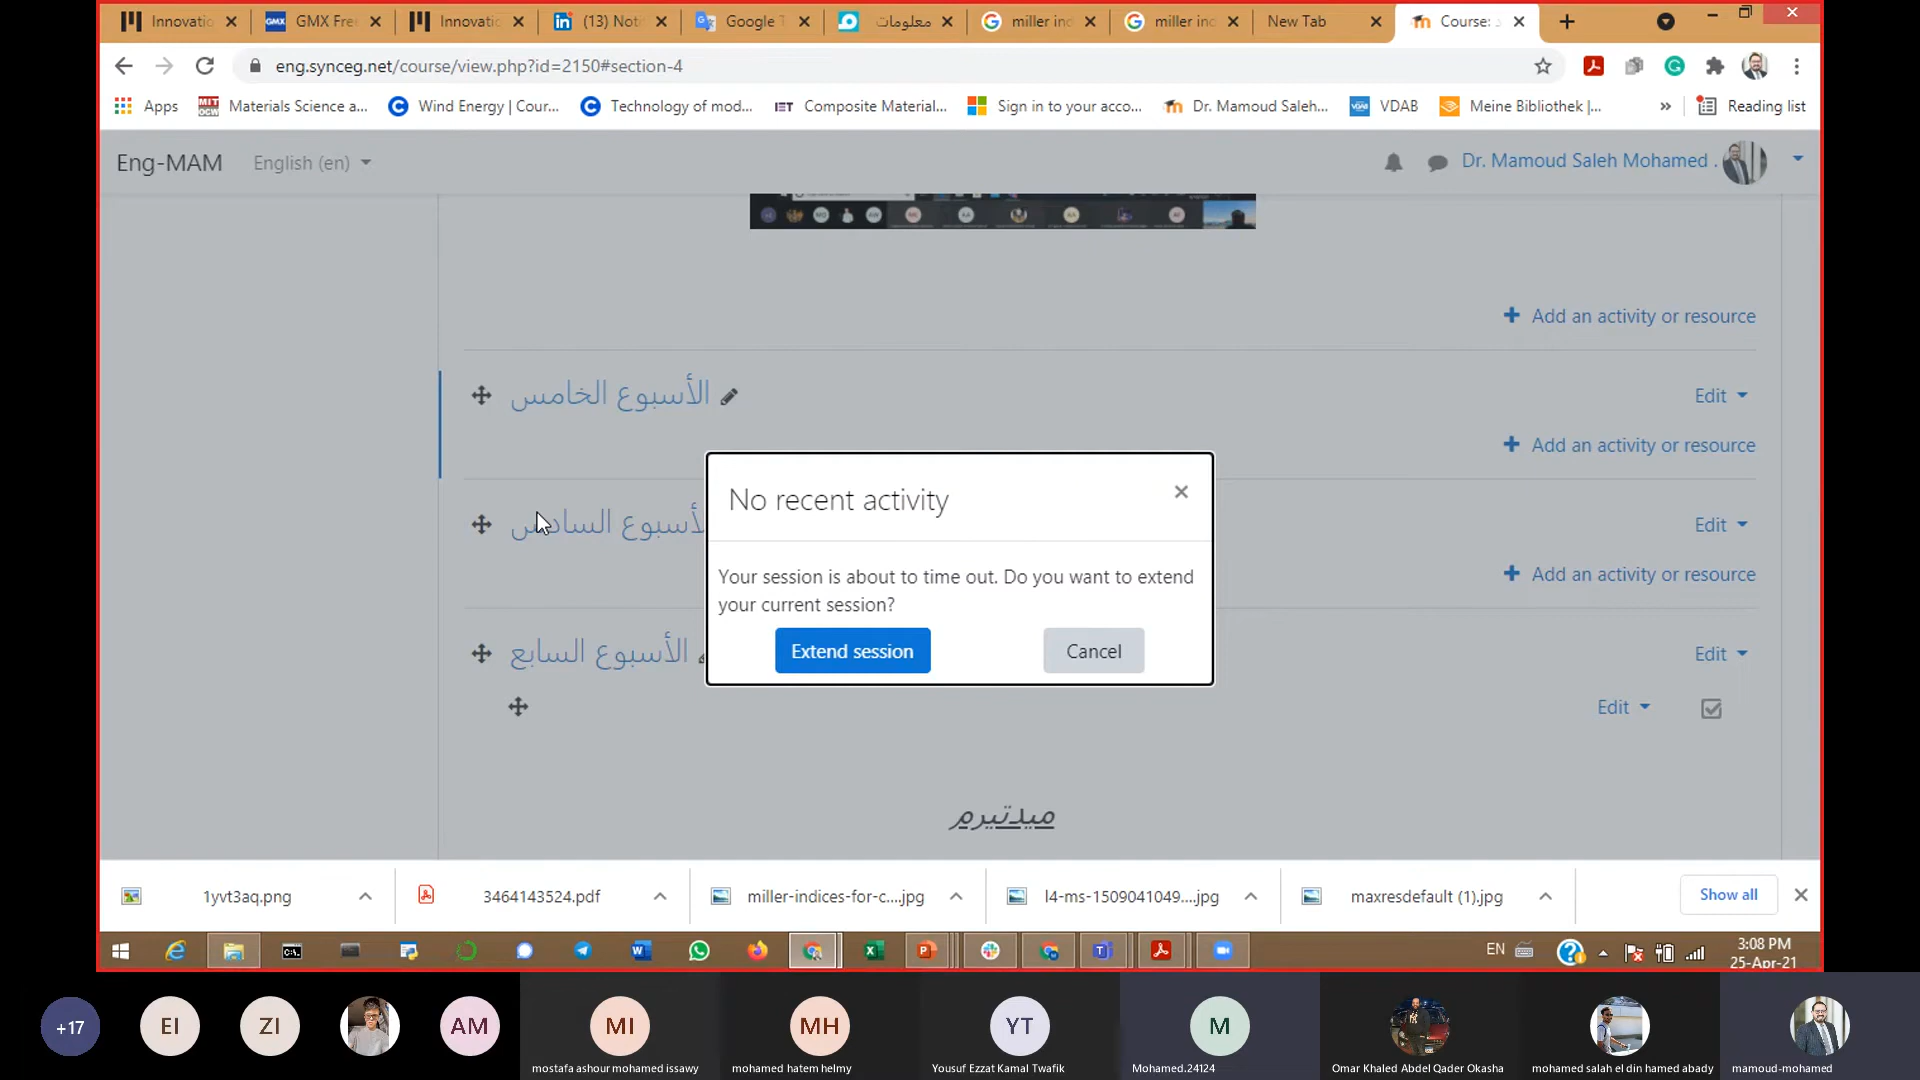 Innovatio
GMX Free
Innovatio
(13) Noti
Google T
معلومات
miller ind
miller ind
New Tab
Course:
eng.synceg.net/course/view.php?id=2150#section-4
Apps
MIT OCW
Materials Science a...
Wind Energy | Cour...
Technology of mod...
IET
Composite Material...
Sign in to your acco...
Dr. Mamoud Saleh...
VDAB
Meine Bibliothek |...
»
Reading list
Eng-MAM
English (en)
Dr. Mamoud Saleh Mohamed .
Add an activity or resource
الأسبوع الخامس
Edit
Add an activity or resource
No recent activity
الأسبوع السادس
Edit
Your session is about to time out. Do you want to extend
your current session?
Add an activity or resource
Extend session
Cancel
الأسبوع السابع
Edit
Edit
ميدتيرم
1yvt3aq.png
3464143524.pdf
miller-indices-for-c....jpg
l4-ms-1509041049....jpg
maxresdefault (1).jpg
Show all
EN
3:08 PM
25-Apr-21
+17
EI
ZI
AM
MI
MH
YT
M
mostafa ashour mohamed issawy
mohamed hatem helmy
Yousuf Ezzat Kamal Twafik
Mohamed.24124
Omar Khaled Abdel Qader Okasha
mohamed salah el din hamed abady
mamoud-mohamed